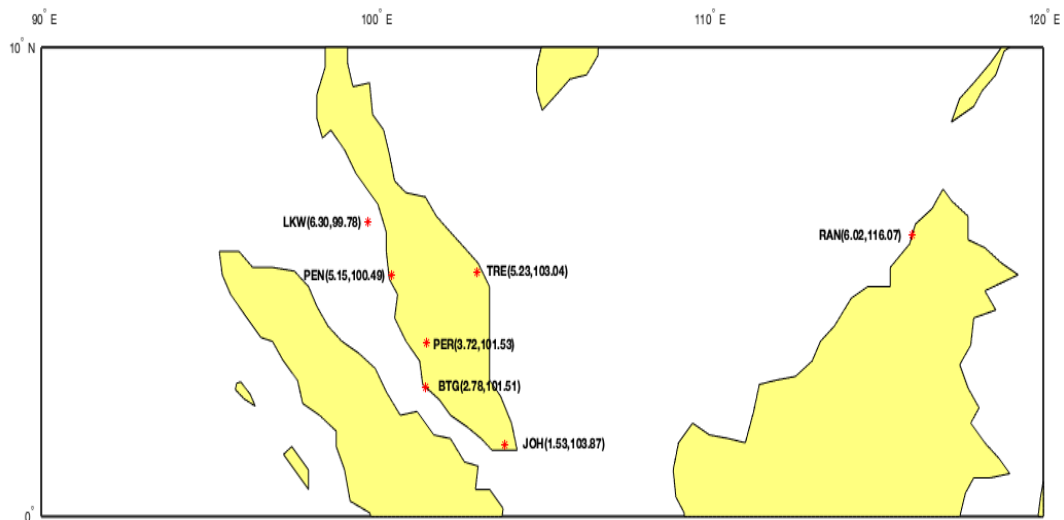 90° E 100° E 110° E 120° E
10° N
LKW(6.30,99.78)
RAN(6.02,116.07)
PEN(5.15,100.49) TRE(5.23,103.04)
PER(3.72,101.53)
BTG(2.78,101.51)
JOH(1.53,103.87)
0°